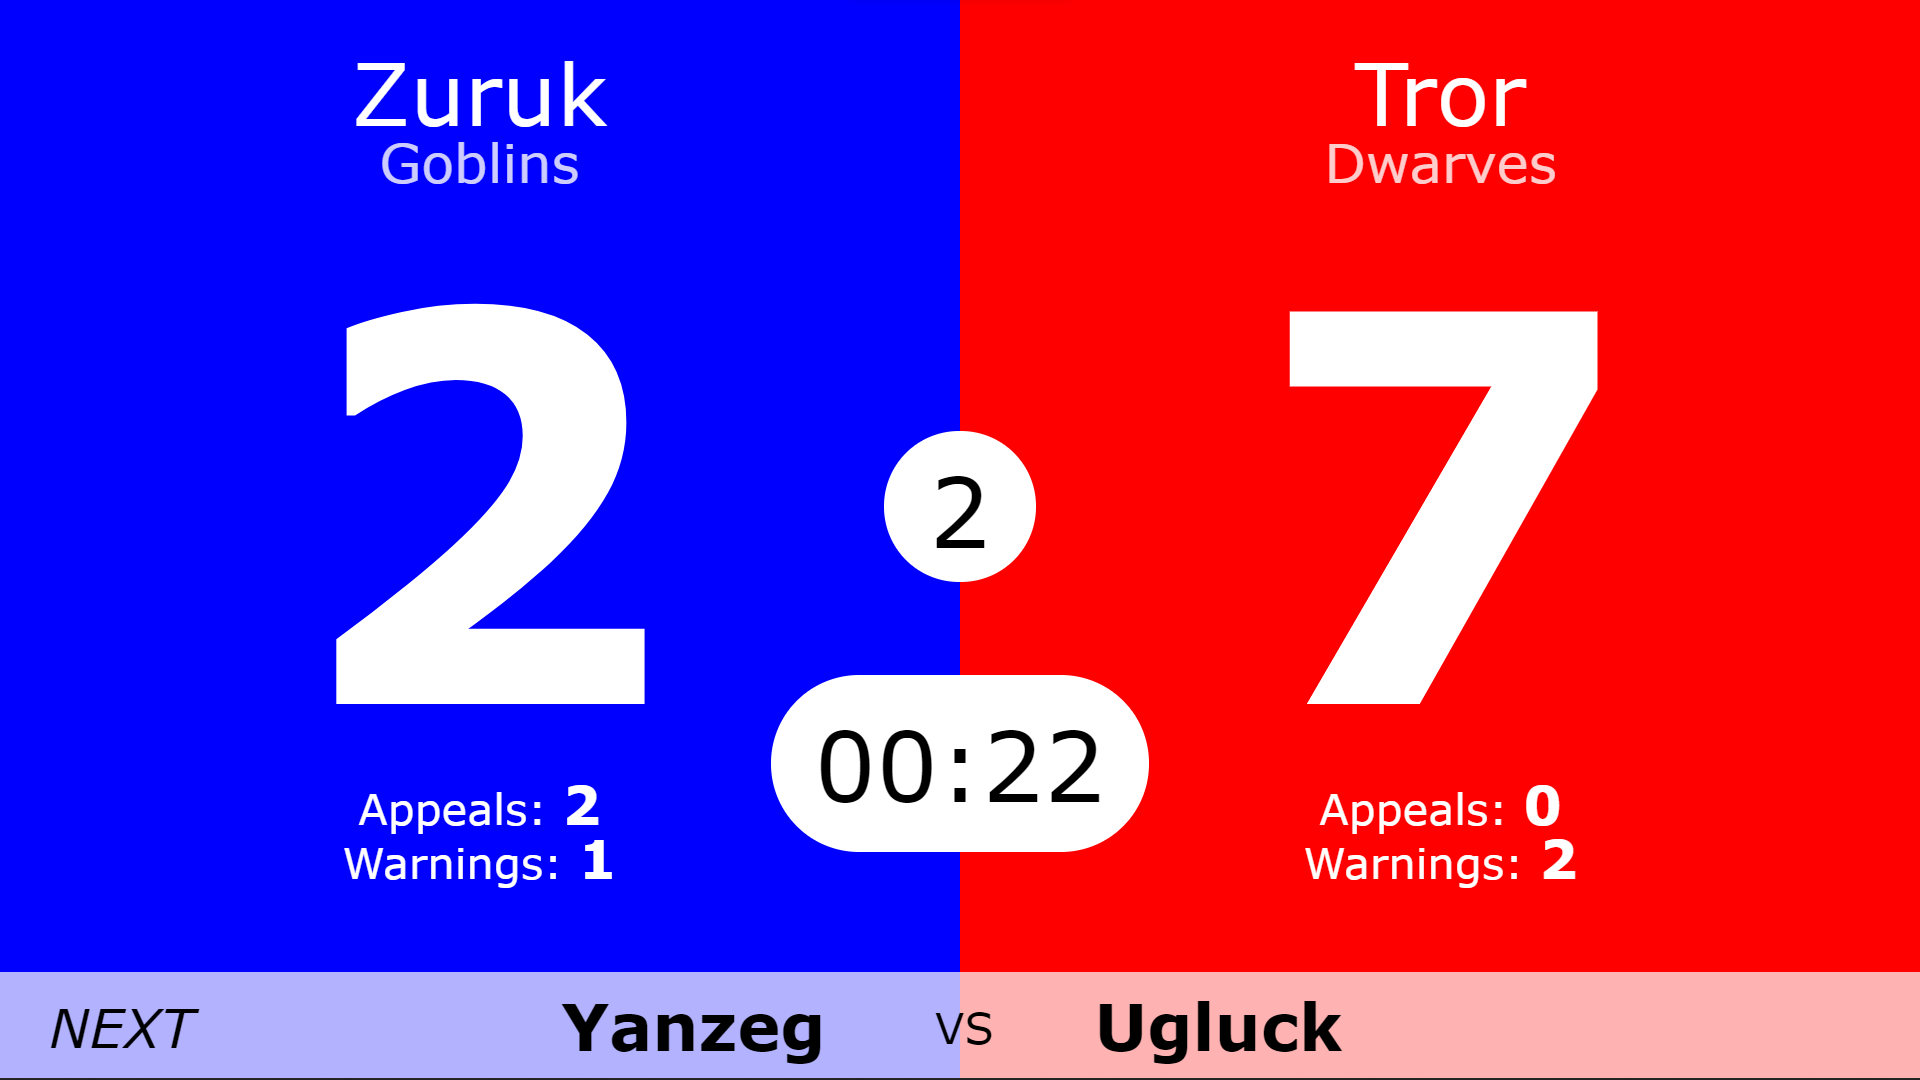 Zuruk
Goblins
2
Appeals: 2
Warnings: 1
Tror
Dwarves
7
Appeals: 0
Warnings: 2
2
00:22
NEXT Yanzeg VS Ugluck